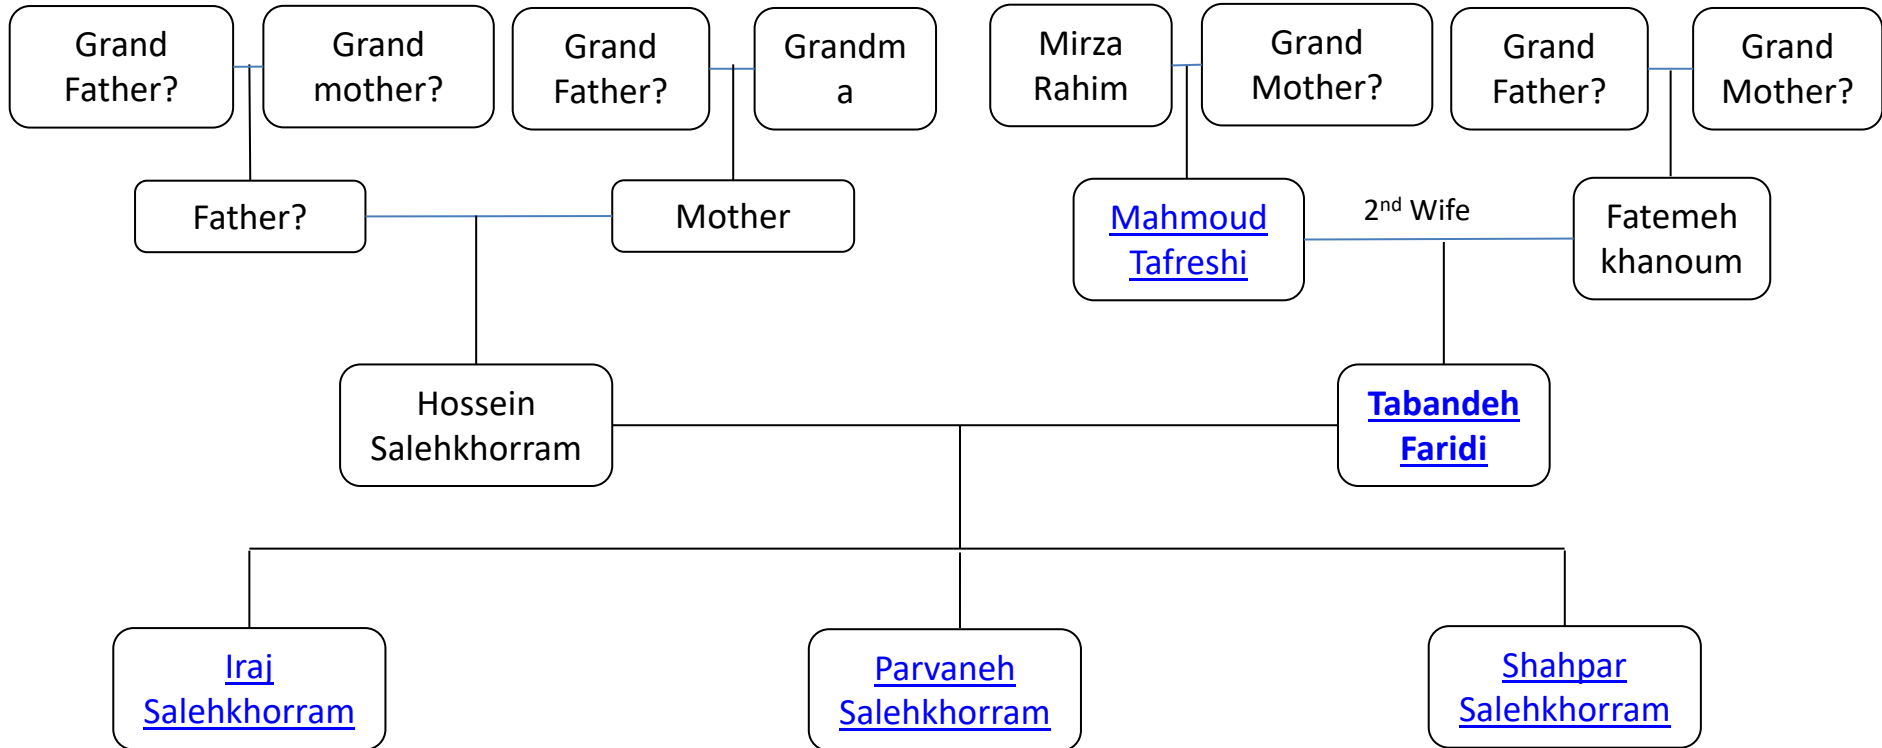 Grand
Father?
Grand
mother?
Grand
Father?
Grandm
a
Mirza
Rahim
Grand
Mother?
Grand
Father?
Grand
Mother?
Father?
Mother
Mahmoud
Tafreshi
2nd Wife
Fatemeh
khanoum
Hossein
Salehkhorram
Tabandeh
Faridi
Iraj
Salehkhorram
Parvaneh
Salehkhorram
Shahpar
Salehkhorram